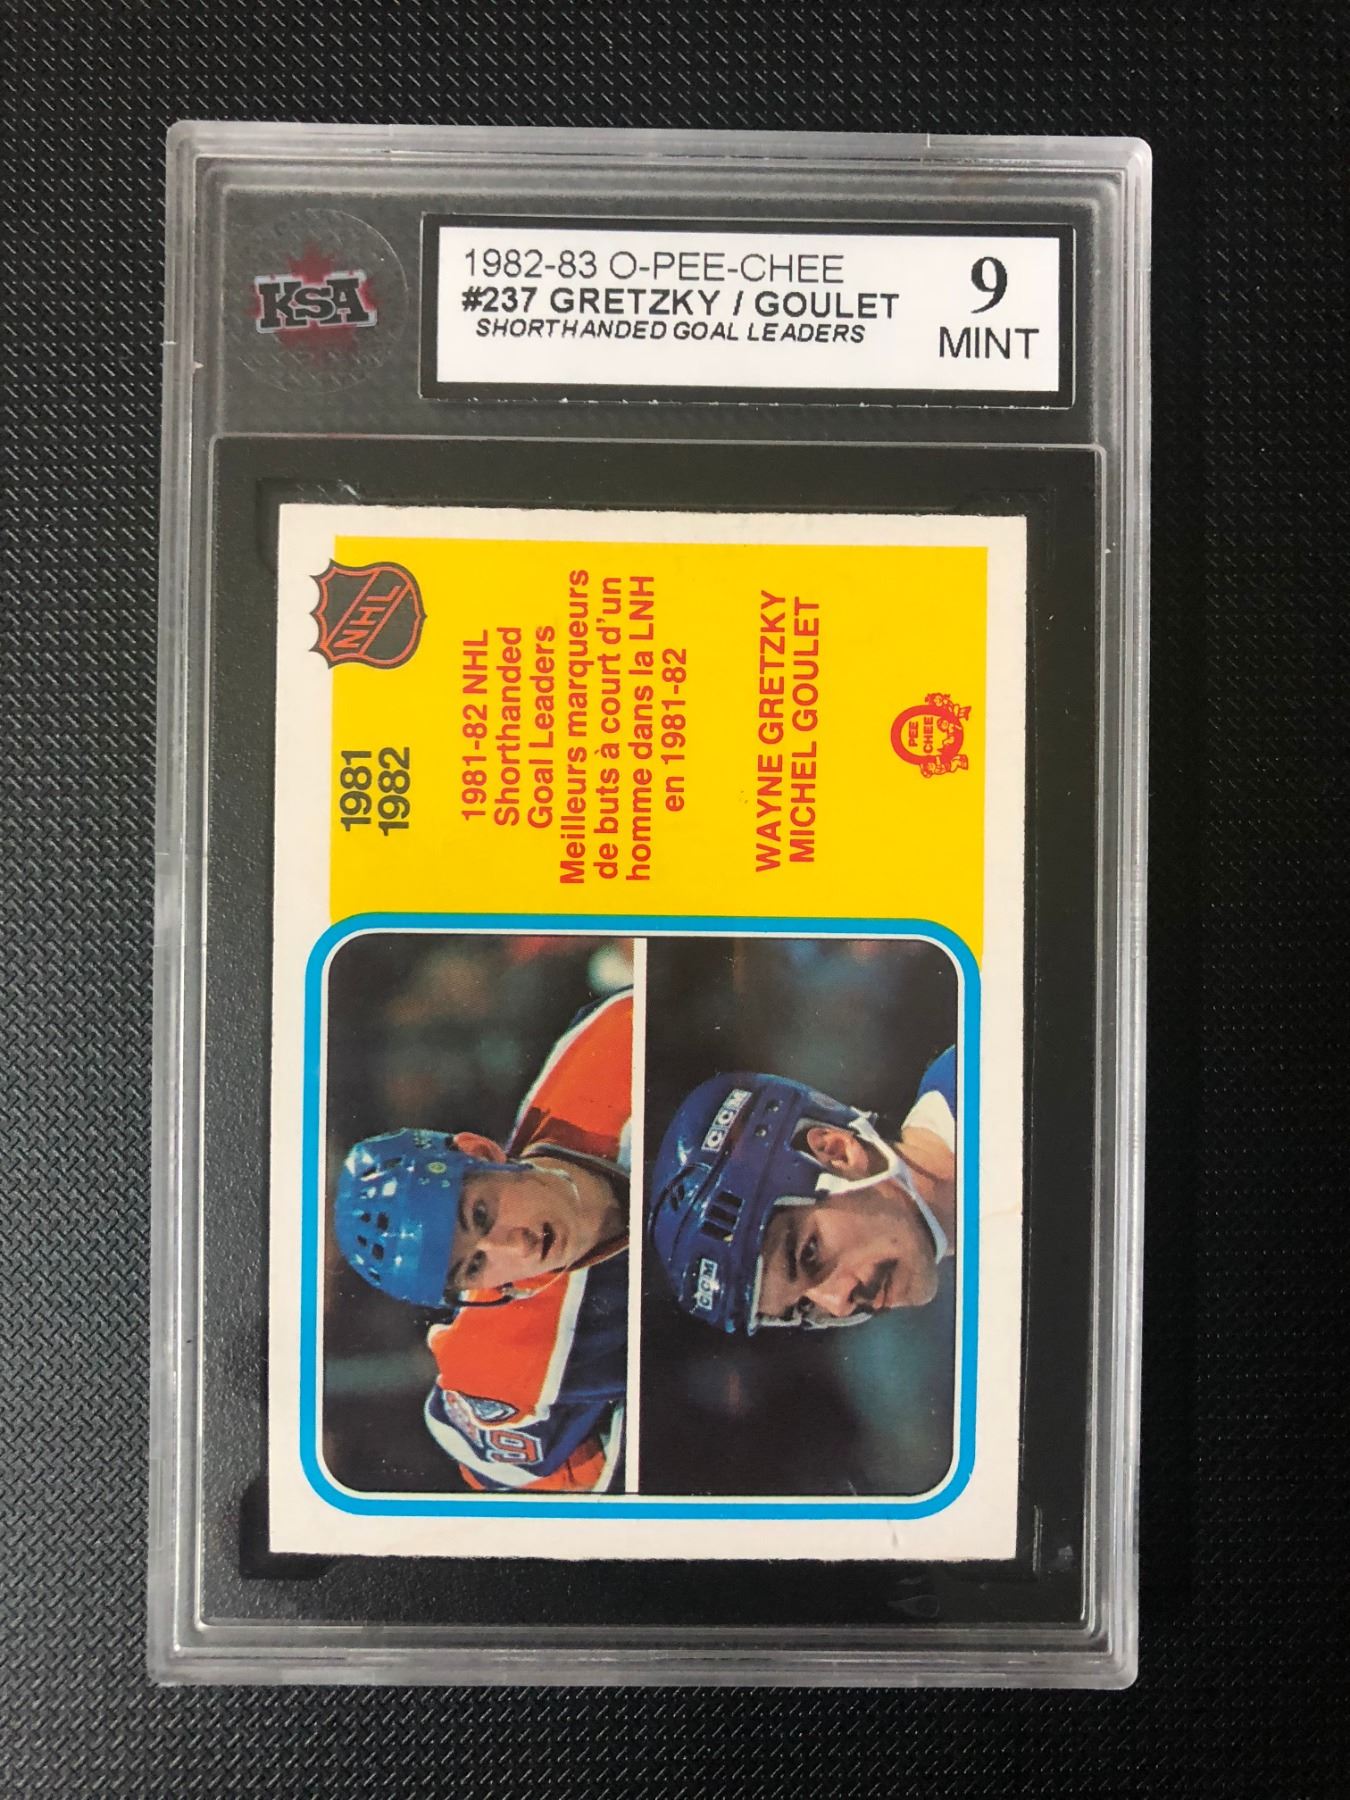 KSA
1982-83 O-PEE-CHEE
#237 GRETZKY / GOULET
SHORTHANDED GOAL LEADERS
9
MINT
1981
1982
NHL
1981-82 NHL
Shorthanded
Goal Leaders
Meilleurs marqueurs
de buts à court d'un
homme dans la LNH
en 1981-82
WAYNE GRETZKY
MICHEL GOULET
O
PEE
CHEE
CCM
CCM
9